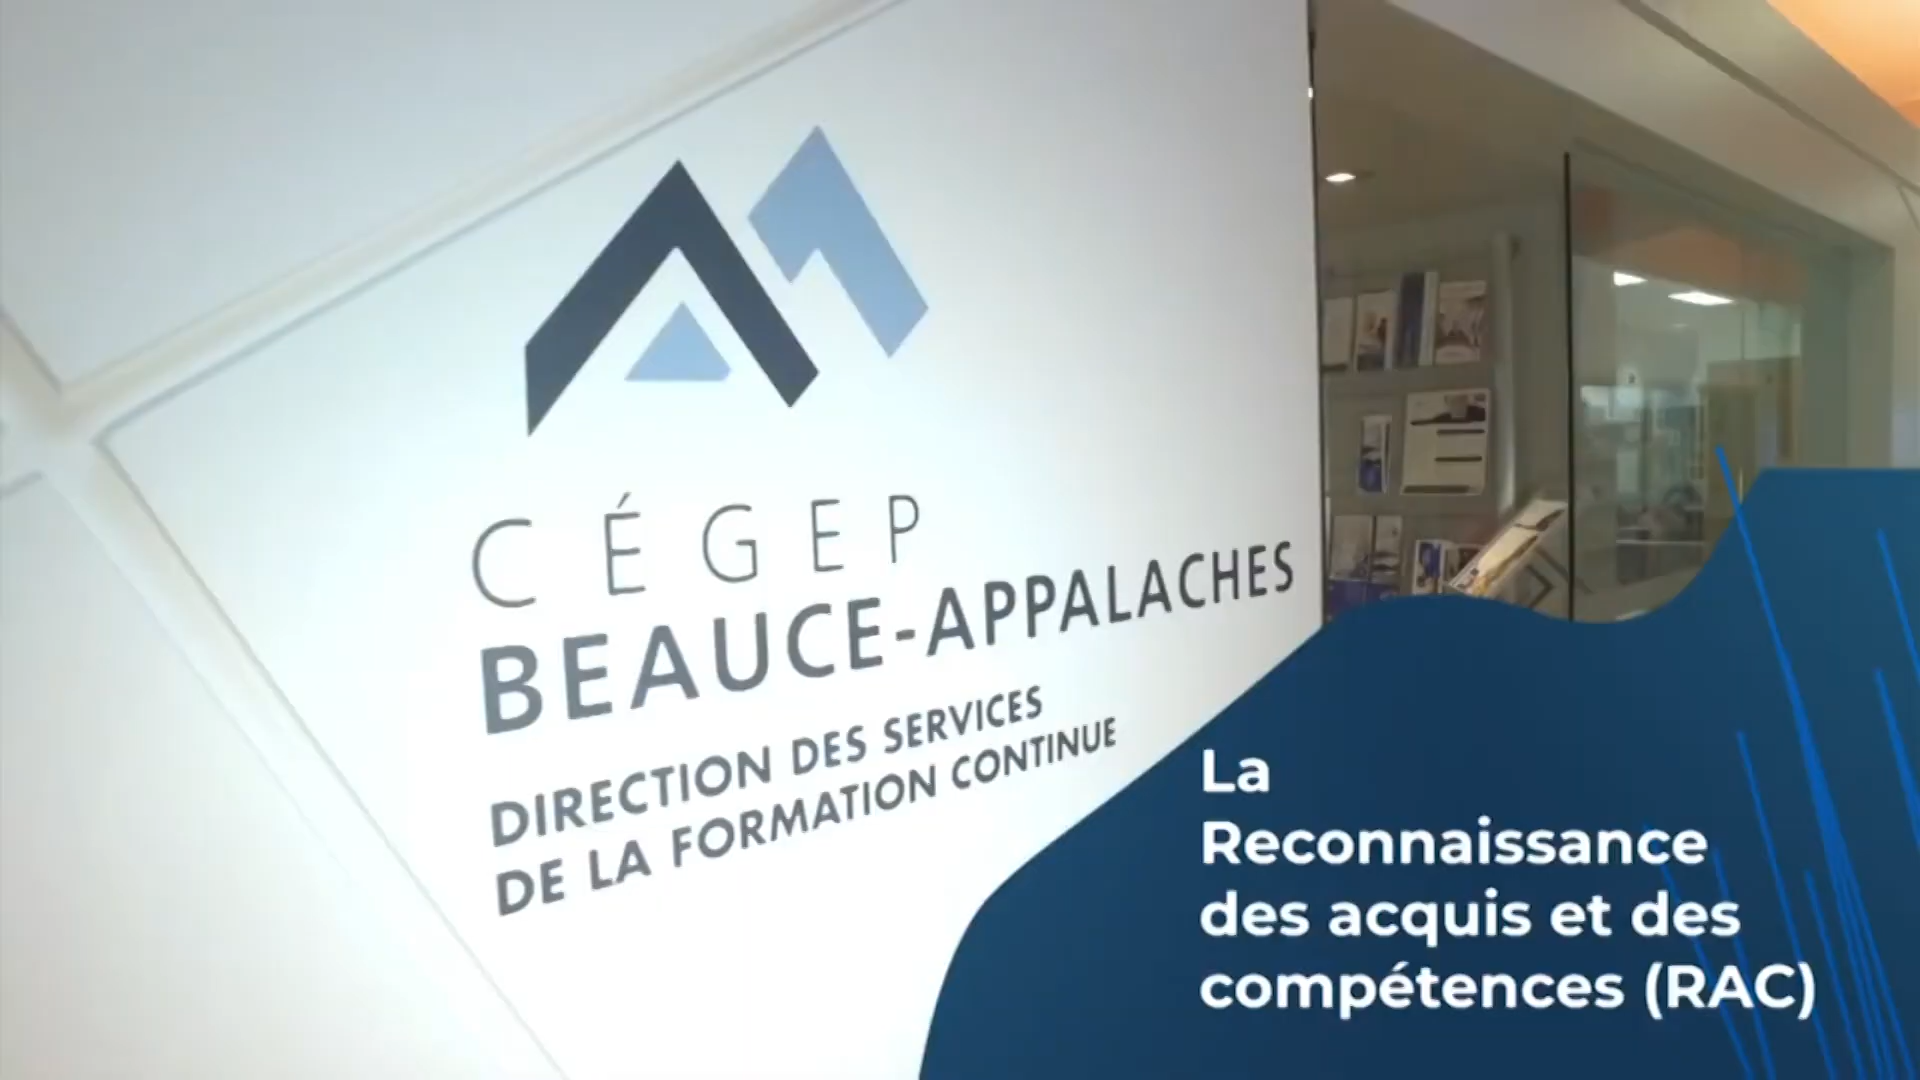 CÉGEP
BEAUCE-APPALACHES
DIRECTION DES SERVICES
DE LA FORMATION CONTINUE
La
Reconnaissance
des acquis et des
compétences (RAC)